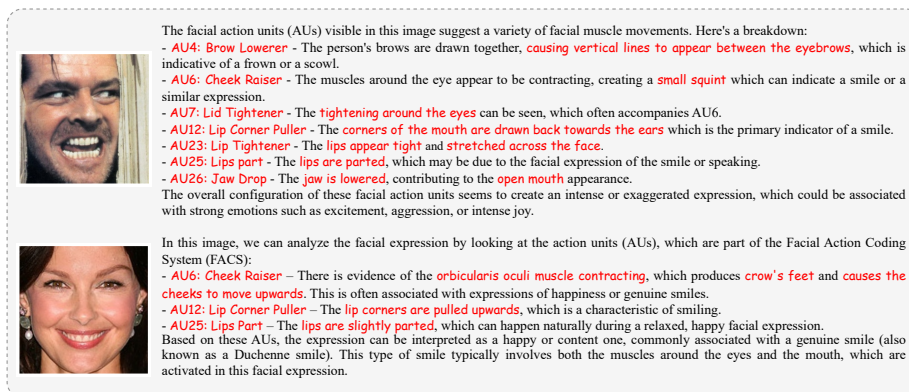 The facial action units (AUs) visible in this image suggest a variety of facial muscle movements. Here's a breakdown:
- AU4: Brow Lowerer - The person's brows are drawn together, causing vertical lines to appear between the eyebrows, which is
indicative of a frown or a scowl.
- AU6: Cheek Raiser - The muscles around the eye appear to be contracting, creating a small squint which can indicate a smile or a
similar expression.
- AU7: Lid Tightener - The tightening around the eyes can be seen, which often accompanies AU6.
- AU12: Lip Corner Puller - The corners of the mouth are drawn back towards the ears which is the primary indicator of a smile.
- AU23: Lip Tightener - The lips appear tight and stretched across the face.
- AU25: Lips part - The lips are parted, which may be due to the facial expression of the smile or speaking.
- AU26: Jaw Drop - The jaw is lowered, contributing to the open mouth appearance.
The overall configuration of these facial action units seems to create an intense or exaggerated expression, which could be associated
with strong emotions such as excitement, aggression, or intense joy.
In this image, we can analyze the facial expression by looking at the action units (AUs), which are part of the Facial Action Coding
System (FACS):
- AU6: Cheek Raiser – There is evidence of the orbicularis oculi muscle contracting, which produces crow's feet and causes the
cheeks to move upwards. This is often associated with expressions of happiness or genuine smiles.
- AU12: Lip Corner Puller – The lip corners are pulled upwards, which is a characteristic of smiling.
- AU25: Lips Part – The lips are slightly parted, which can happen naturally during a relaxed, happy facial expression.
Based on these AUs, the expression can be interpreted as a happy or content one, commonly associated with a genuine smile (also
known as a Duchenne smile). This type of smile typically involves both the muscles around the eyes and the mouth, which are
activated in this facial expression.